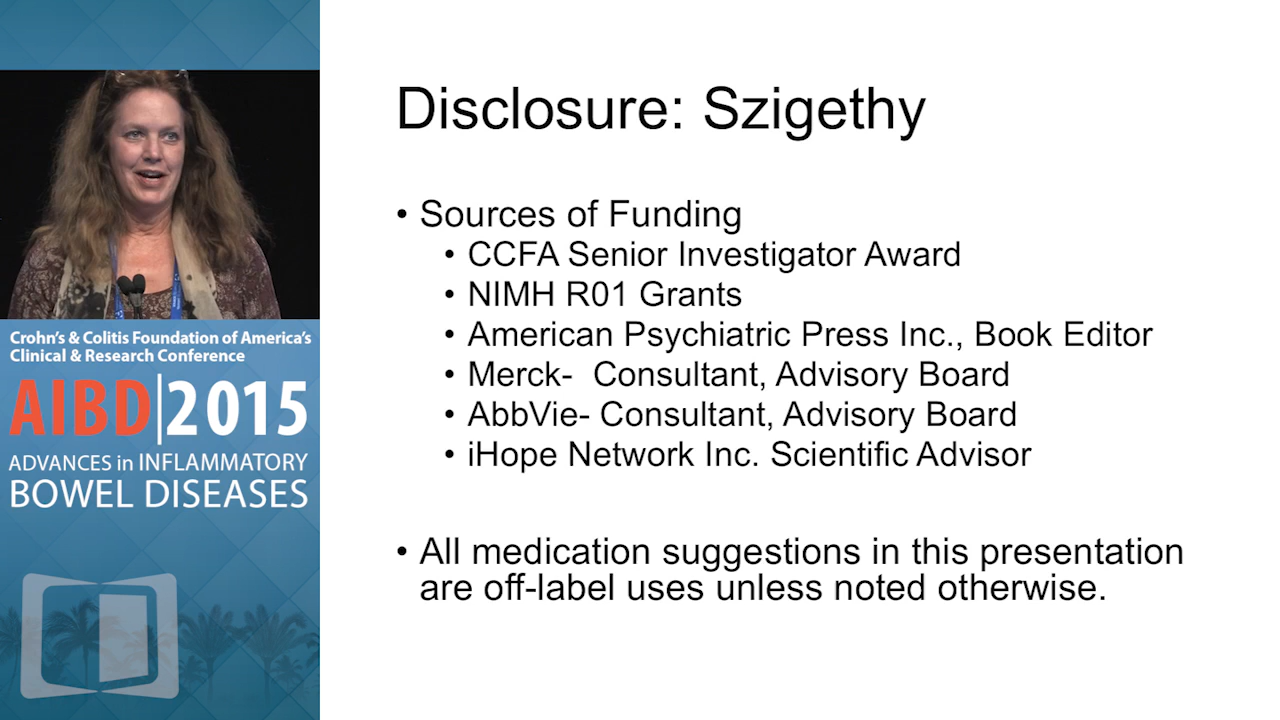 Disclosure: Szigethy
• Sources of Funding
• CCFA Senior Investigator Award
• NIMH R01 Grants
• American Psychiatric Press Inc., Book Editor
• Merck-  Consultant, Advisory Board
• AbbVie- Consultant, Advisory Board
• iHope Network Inc. Scientific Advisor
• All medication suggestions in this presentation
are off-label uses unless noted otherwise.
Crohn's & Colitis Foundation of America's
Clinical & Research Conference
AIBD|2015
ADVANCES in INFLAMMATORY
BOWEL DISEASES